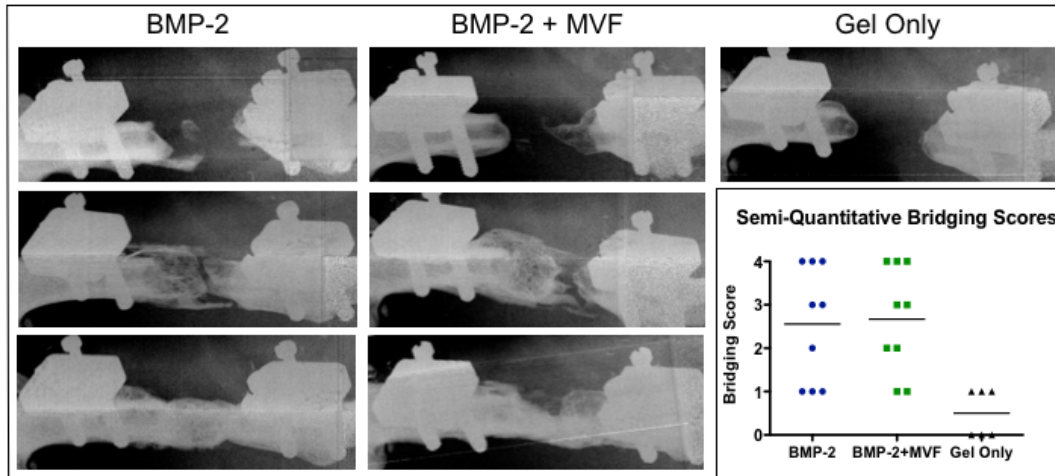 BMP-2
BMP-2 + MVF
Gel Only
Semi-Quantitative Bridging Scores
Bridging Score
4
3
2
1
0
BMP-2
BMP-2+MVF
Gel Only